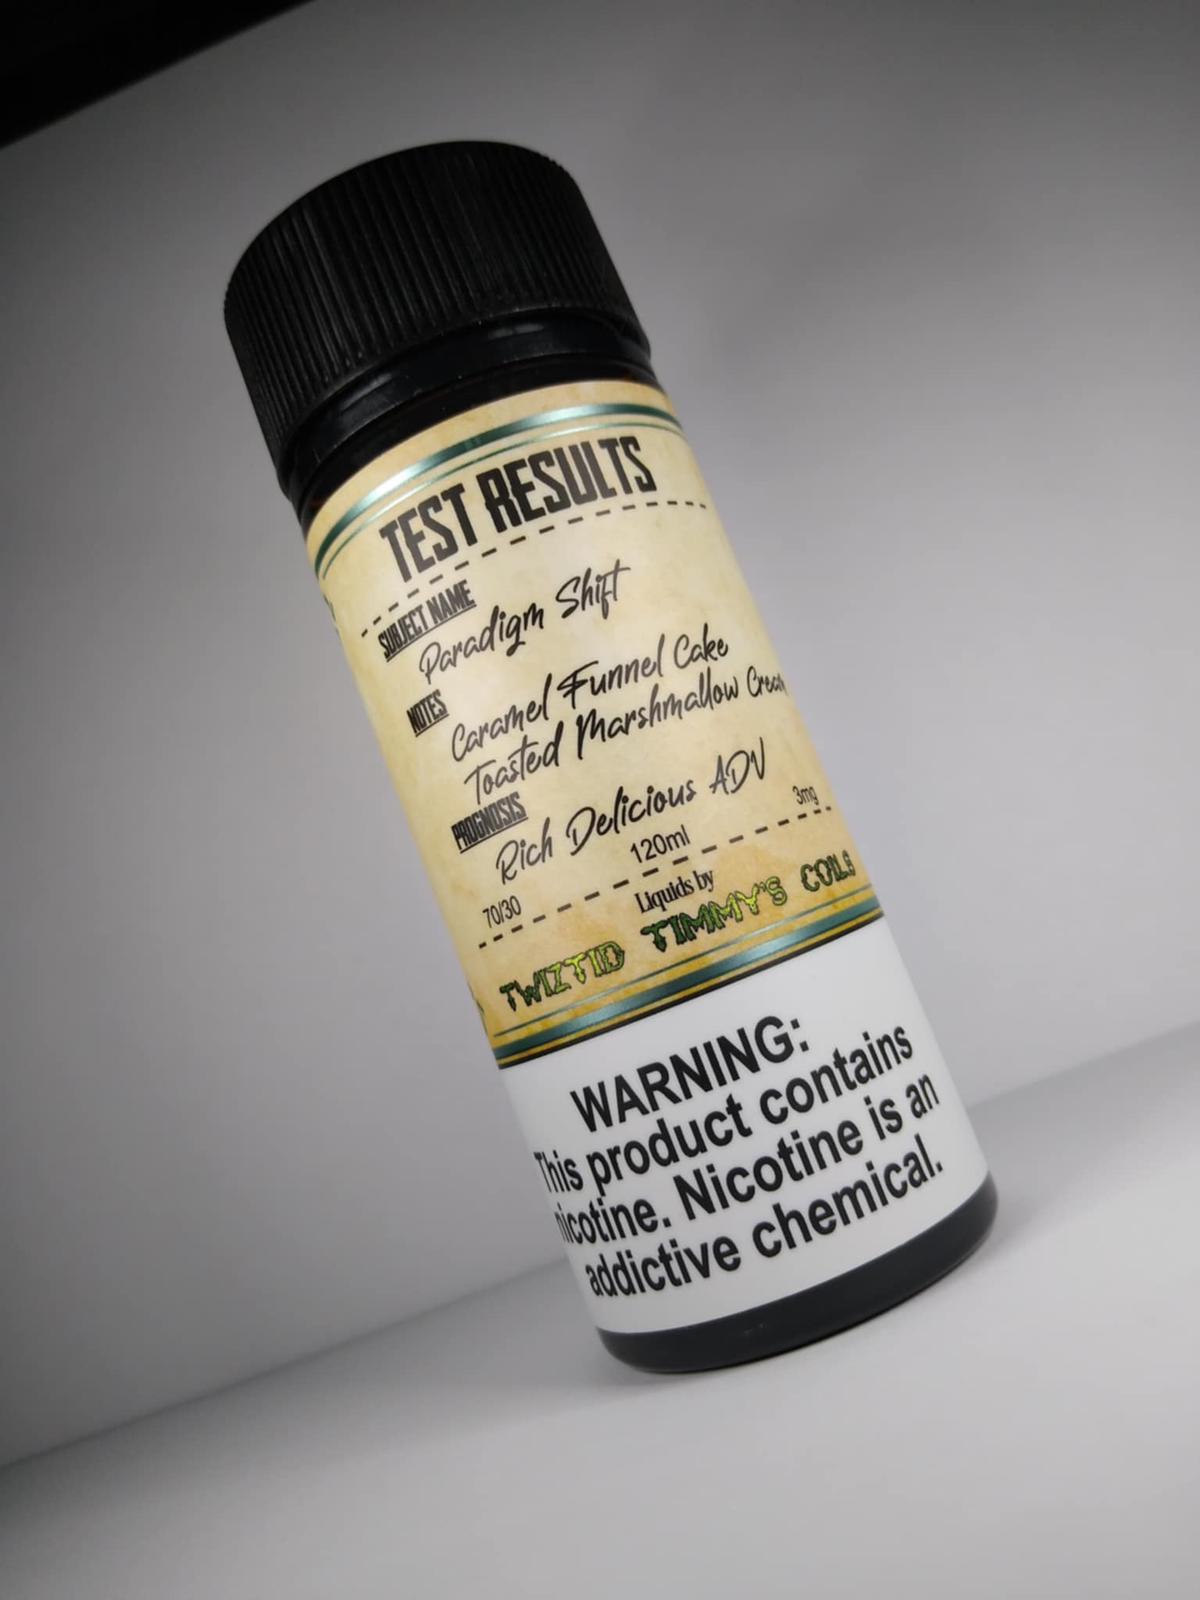 TEST RESULTS
SUBJECT NAME
Paradigm Shift
NOTES
Caramel Funnel Cake
Toasted Marshmallow Cream
PROGNOSIS
Rich Delicious ADV
70/30 120ml 3mg
Liquids by
TWIZTID TIMMY'S COILS
WARNING:
This product contains
nicotine. Nicotine is an
addictive chemical.